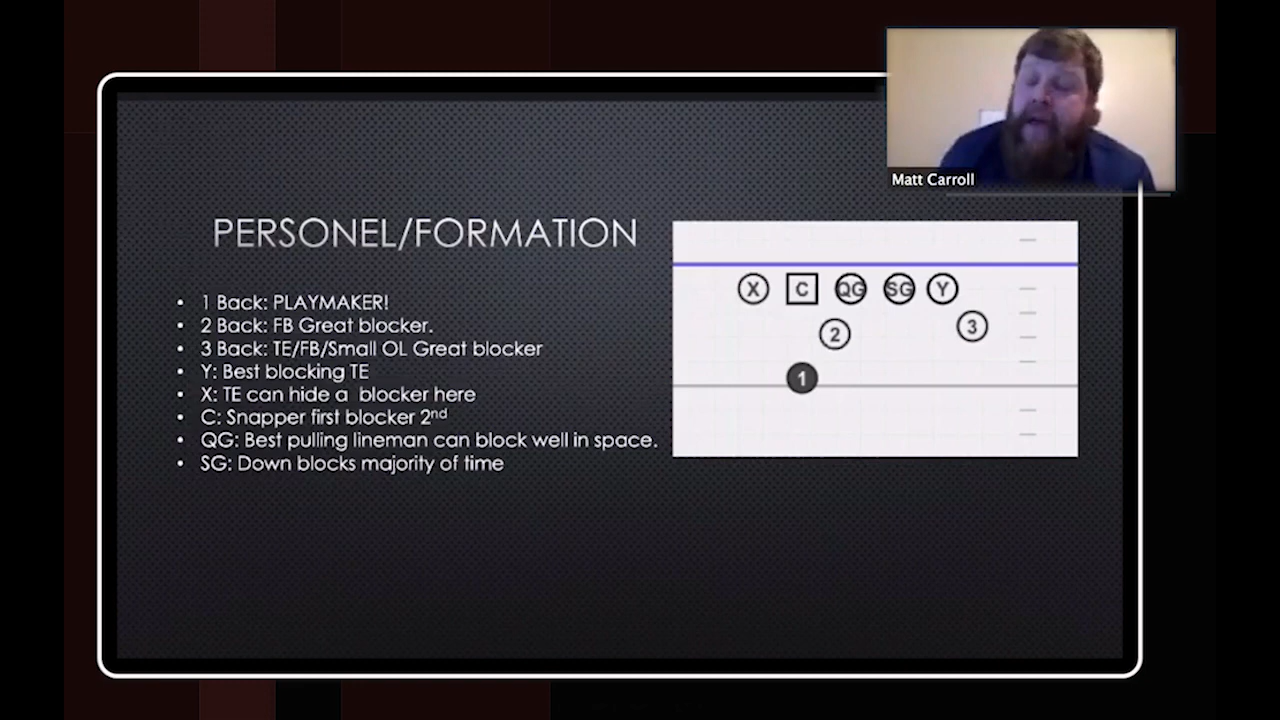 Matt Carroll
PERSONEL/FORMATION
• 1 Back: PLAYMAKER!
• 2 Back: FB Great blocker.
• 3 Back: TE/FB/Small OL Great blocker
• Y: Best blocking TE
• X: TE can hide a blocker here
• C: Snapper first blocker 2nd
• QG: Best pulling lineman can block well in space.
• SG: Down blocks majority of time
X C QG SG Y
2 3
1